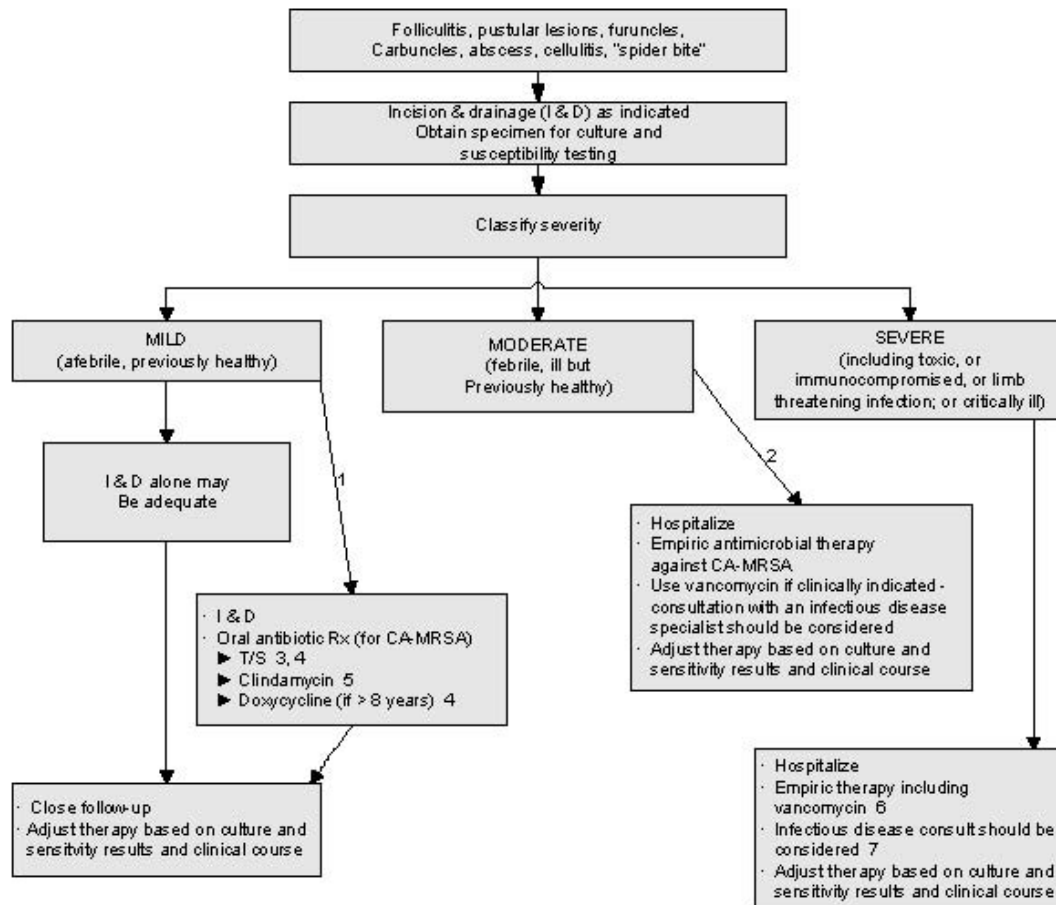 Folliculitis, pustular lesions, furuncles,
Carbuncles, abscess, cellulitis, "spider bite"
Incision & drainage (I & D) as indicated
Obtain specimen for culture and
susceptibility testing
Classify severity
MILD
(afebrile, previously healthy)
MODERATE
(febrile, ill but
Previously healthy)
SEVERE
(including toxic, or
immunocompromised, or limb
threatening infection; or critically ill)
I & D alone may
Be adequate
1
2
· I & D
· Oral antibiotic Rx (for CA-MRSA)
► T/S 3, 4
► Clindamycin 5
► Doxycycline (if > 8 years) 4
· Hospitalize
· Empiric antimicrobial therapy
against CA-MRSA
· Use vancomycin if clinically indicated -
consultation with an infectious disease
specialist should be considered
· Adjust therapy based on culture and
sensitivity results and clinical course
· Close follow-up
· Adjust therapy based on culture and
sensitvity results and clinical course
· Hospitalize
· Empiric therapy including
vancomycin 6
· Infectious disease consult should be
considered 7
· Adjust therapy based on culture and
sensitivity results and clinical course